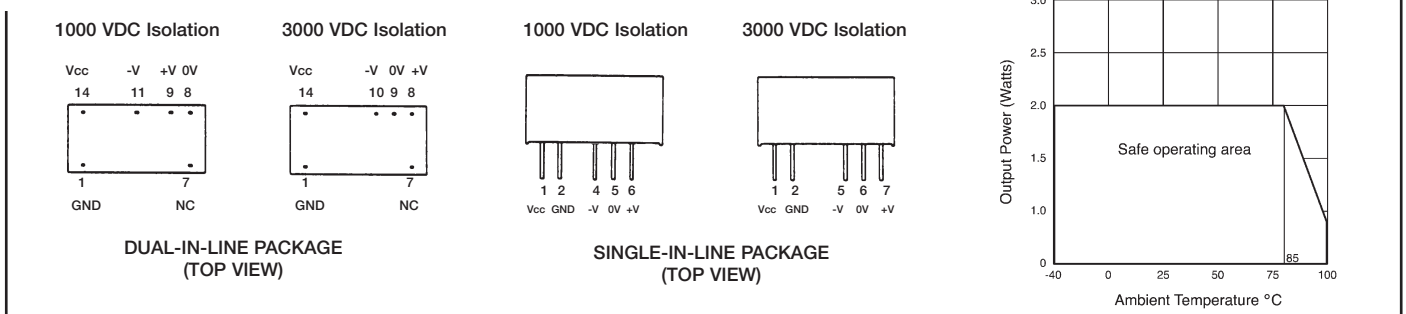 1000 VDC Isolation
Vcc -V +V 0V
14 11 9 8
1 7
GND NC
3000 VDC Isolation
Vcc -V 0V +V
14 10 9 8
1 7
GND NC
DUAL-IN-LINE PACKAGE
(TOP VIEW)
1000 VDC Isolation
1 2 4 5 6
Vcc GND -V 0V +V
3000 VDC Isolation
1 2 5 6 7
Vcc GND -V 0V +V
SINGLE-IN-LINE PACKAGE
(TOP VIEW)
Output Power (Watts)
3.0
2.5
2.0
1.5
1.0
0
Safe operating area
85
-40 0 25 50 75 100
Ambient Temperature °C